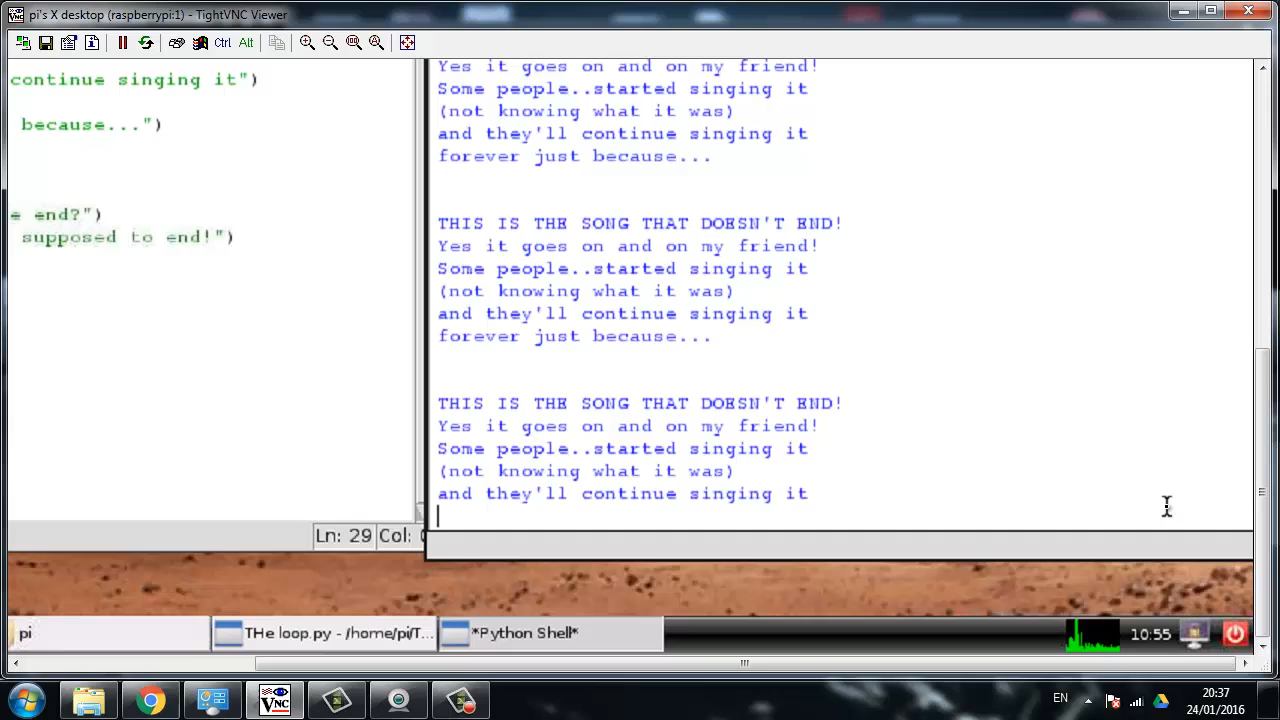 pi's X desktop (raspberrypi:1) - TightVNC Viewer
Ctrl Alt
continue singing it")
because...")
e end?")
supposed to end!")
Ln: 29 Col:
Yes it goes on and on my friend!
Some people..started singing it
(not knowing what it was)
and they'll continue singing it
forever just because...
THIS IS THE SONG THAT DOESN'T END!
Yes it goes on and on my friend!
Some people..started singing it
(not knowing what it was)
and they'll continue singing it
forever just because...
THIS IS THE SONG THAT DOESN'T END!
Yes it goes on and on my friend!
Some people..started singing it
(not knowing what it was)
and they'll continue singing it
pi
THe loop.py - /home/pi/T...
*Python Shell*
10:55
VNC
EN
20:37
24/01/2016